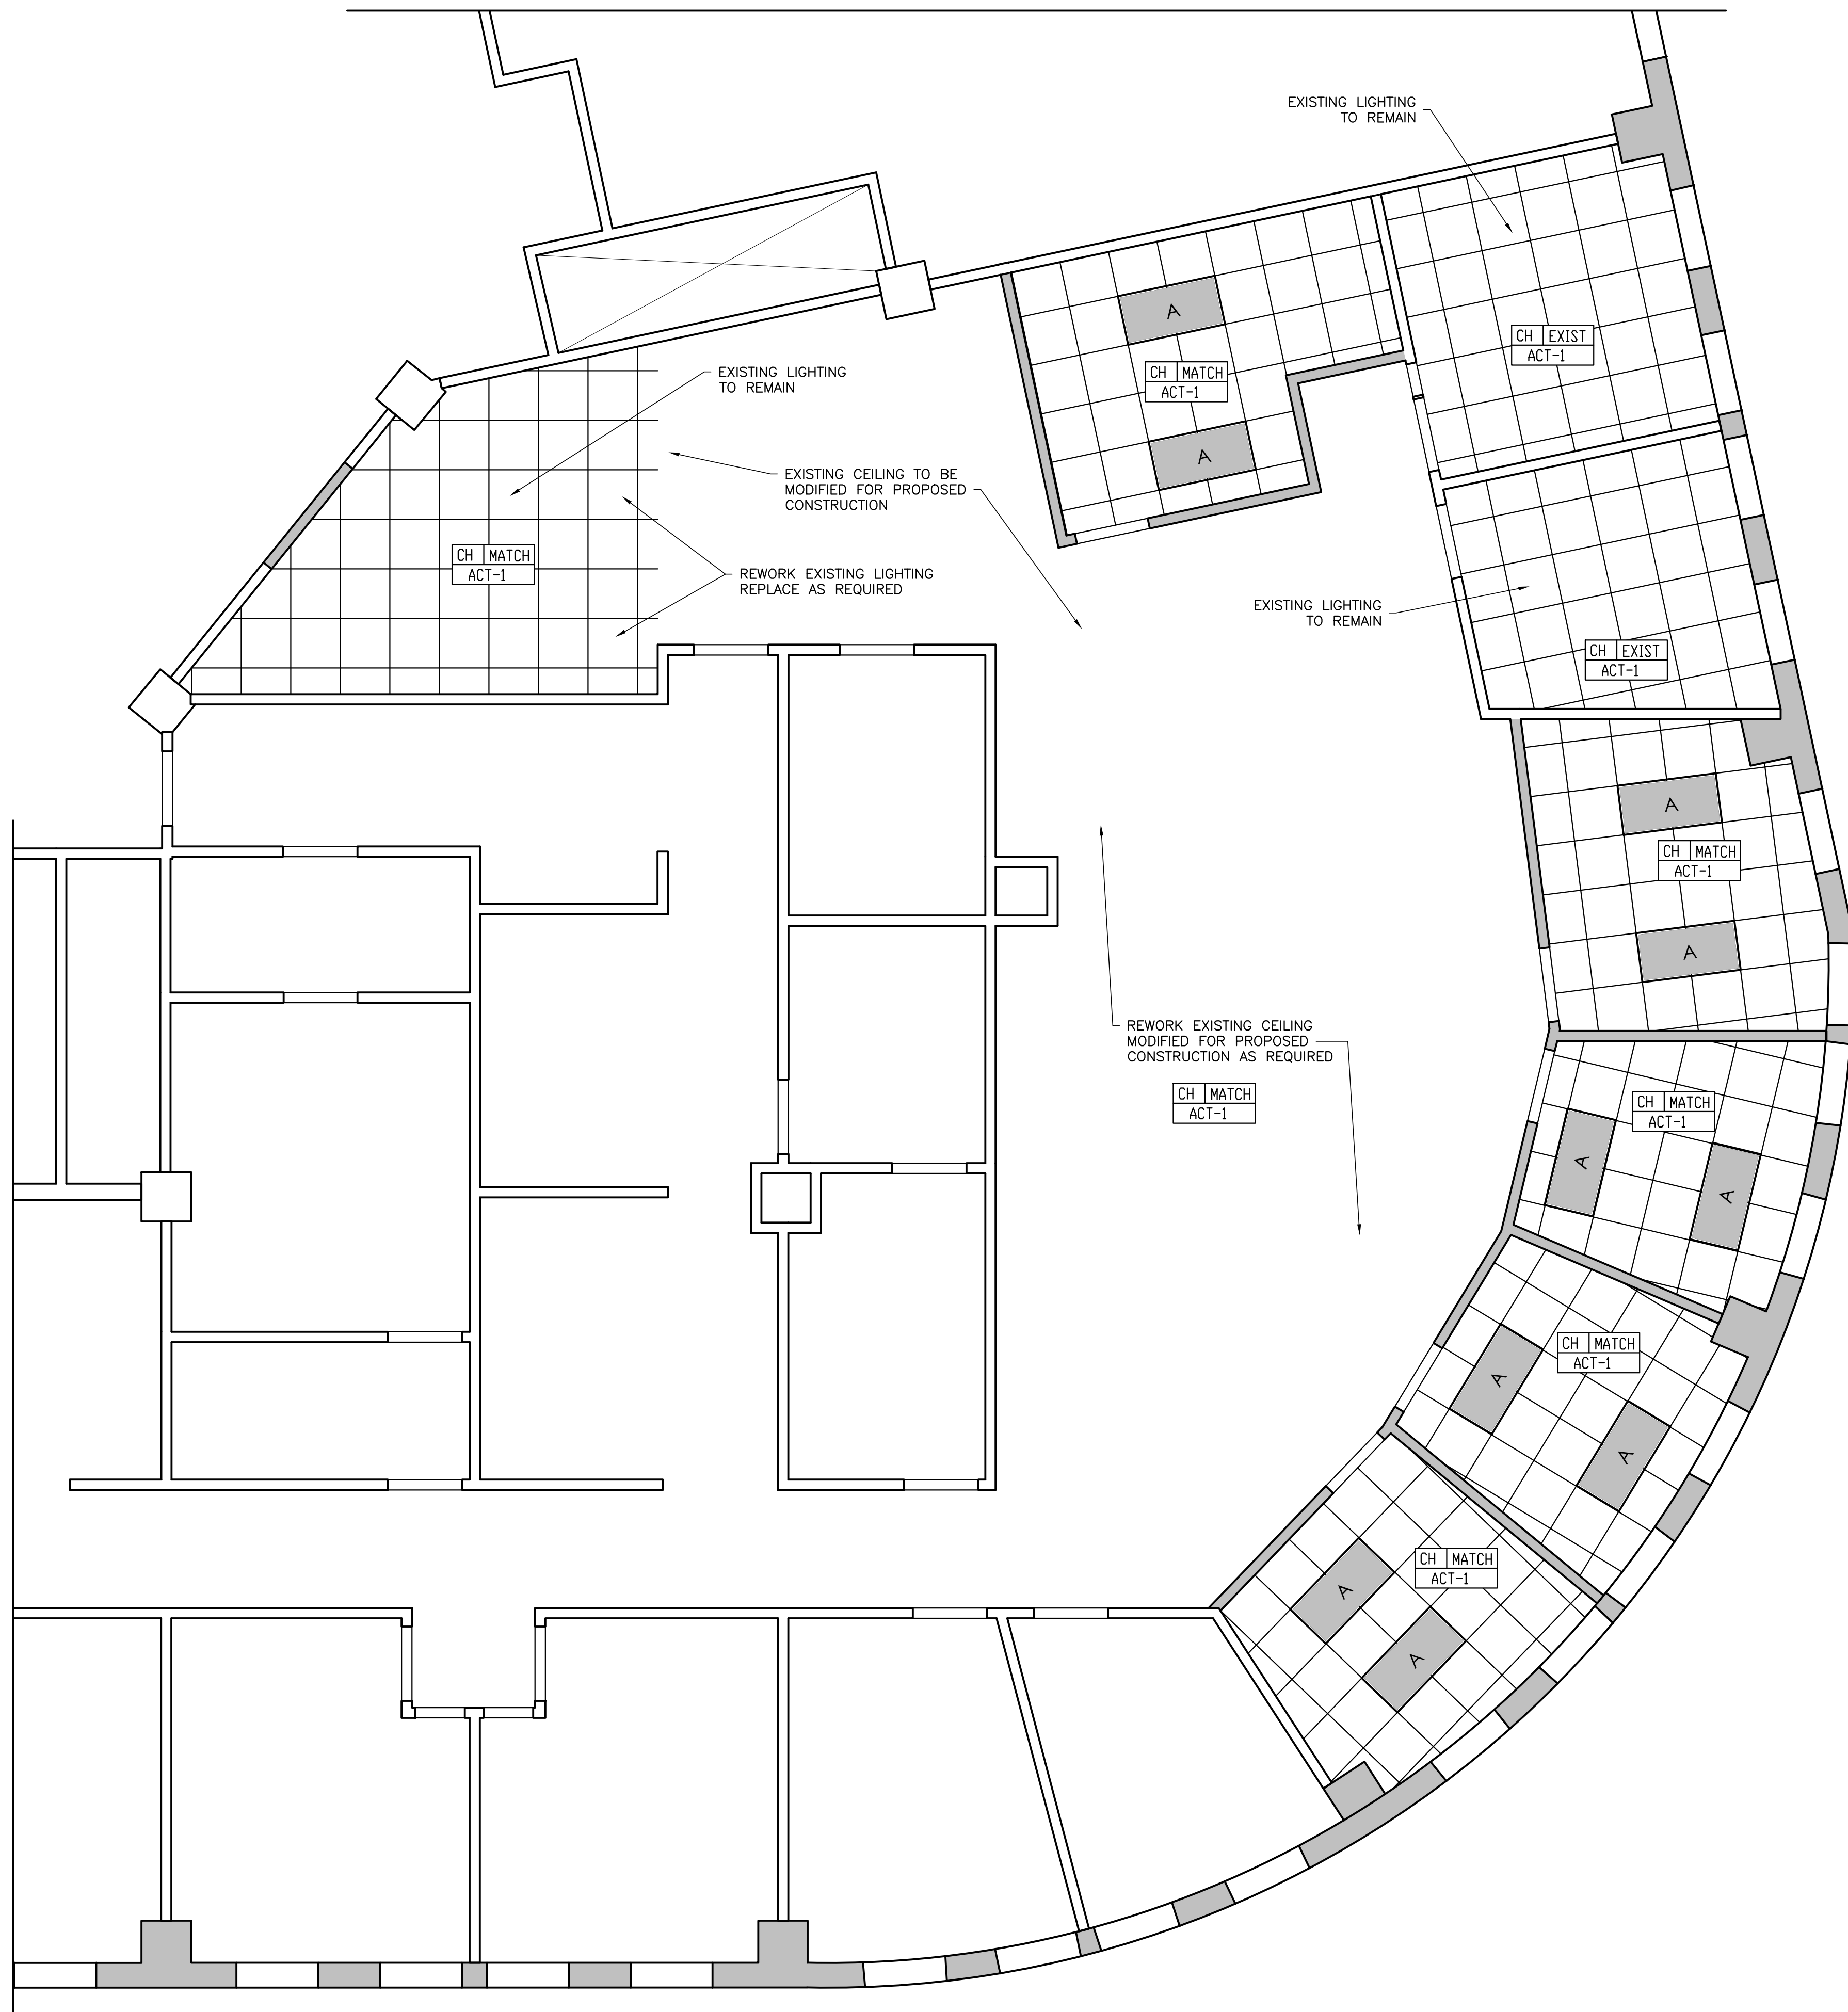 EXISTING LIGHTING
TO REMAIN
CH EXIST
ACT-1
A
CH MATCH
ACT-1
A
EXISTING LIGHTING
TO REMAIN
EXISTING CEILING TO BE
MODIFIED FOR PROPOSED
CONSTRUCTION
CH MATCH
ACT-1
REWORK EXISTING LIGHTING
REPLACE AS REQUIRED
EXISTING LIGHTING
TO REMAIN
CH EXIST
ACT-1
A
CH MATCH
ACT-1
A
REWORK EXISTING CEILING
MODIFIED FOR PROPOSED
CONSTRUCTION AS REQUIRED
CH MATCH
ACT-1
CH MATCH
ACT-1
A
A
CH MATCH
ACT-1
A
A
CH MATCH
ACT-1
A
A